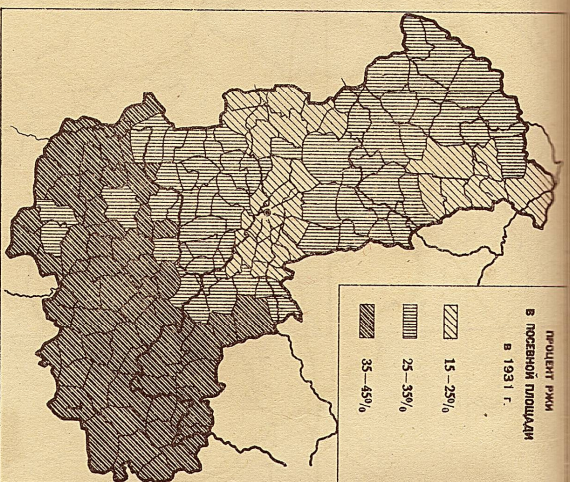 ПРОЦЕНТ РЖИ
В ПОСЕВНОЙ ПЛОЩАДИ
В 1931 г.
15—25%
25—35%
35—45%